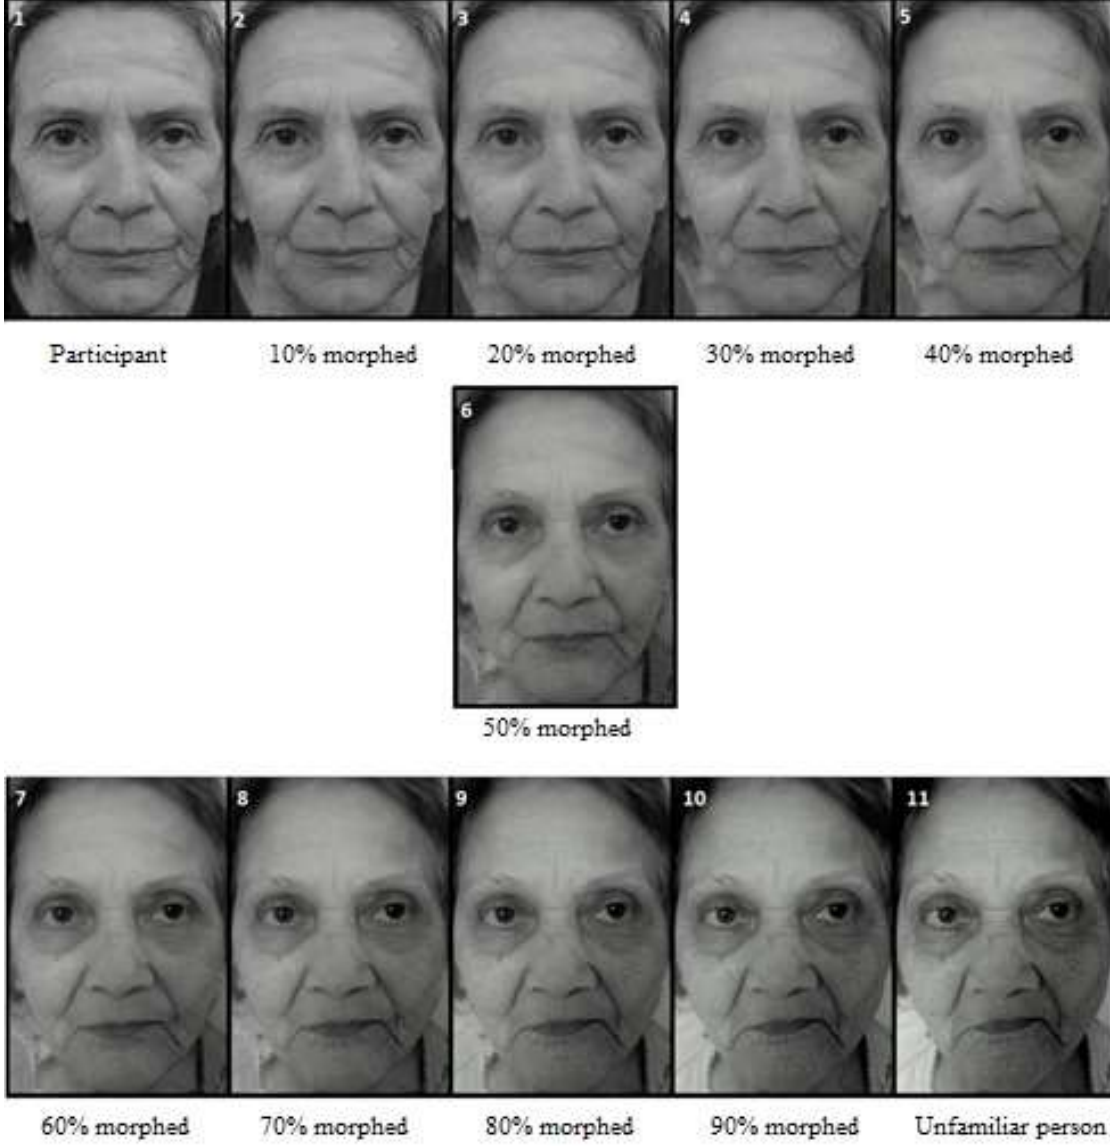 1 2 3 4 5
Participant 10% morphed 20% morphed 30% morphed 40% morphed
6
50% morphed
7 8 9 10 11
60% morphed 70% morphed 80% morphed 90% morphed Unfamiliar person